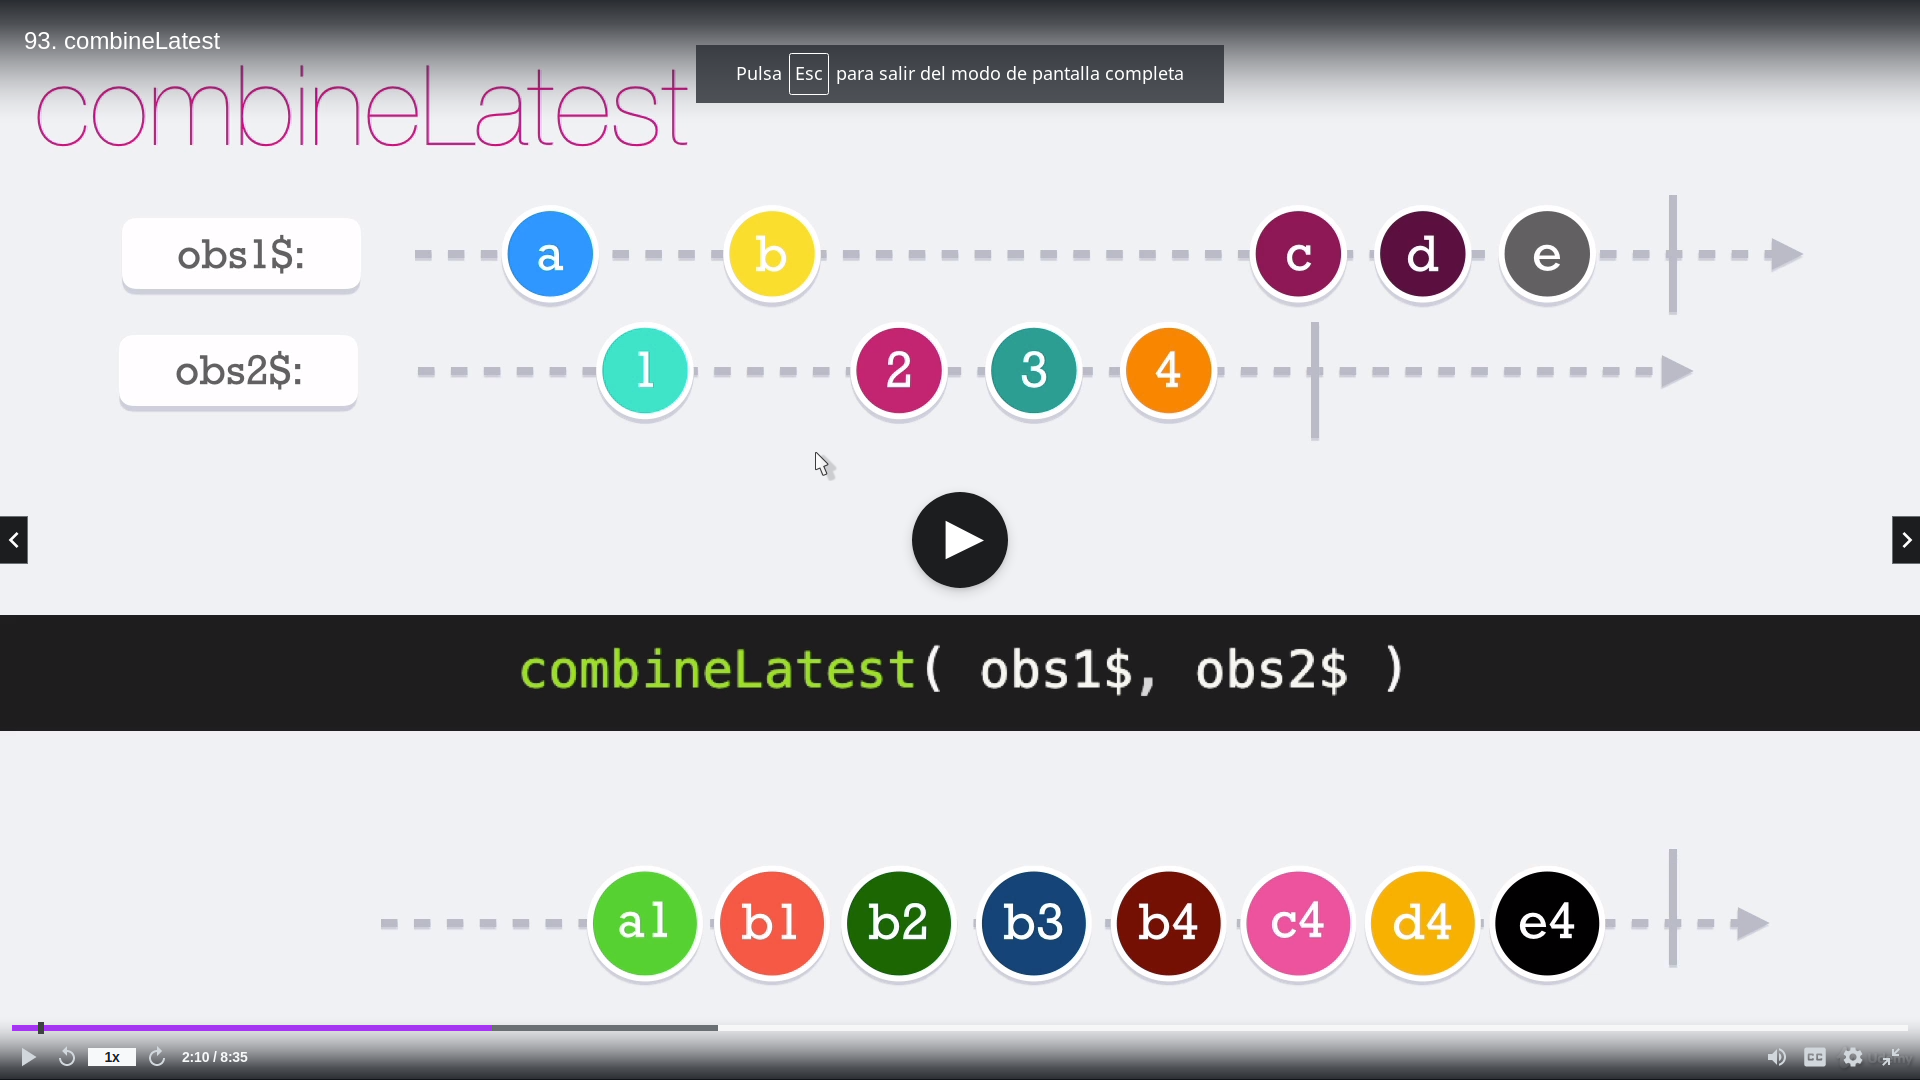 93. combineLatest
Pulsa Esc para salir del modo de pantalla completa
combineLatest
obs1$:
a b c d e
obs2$:
1 2 3 4
combineLatest( obs1$, obs2$ )
a1 b1 b2 b3 b4 c4 d4 e4
1x 2:10 / 8:35 CC